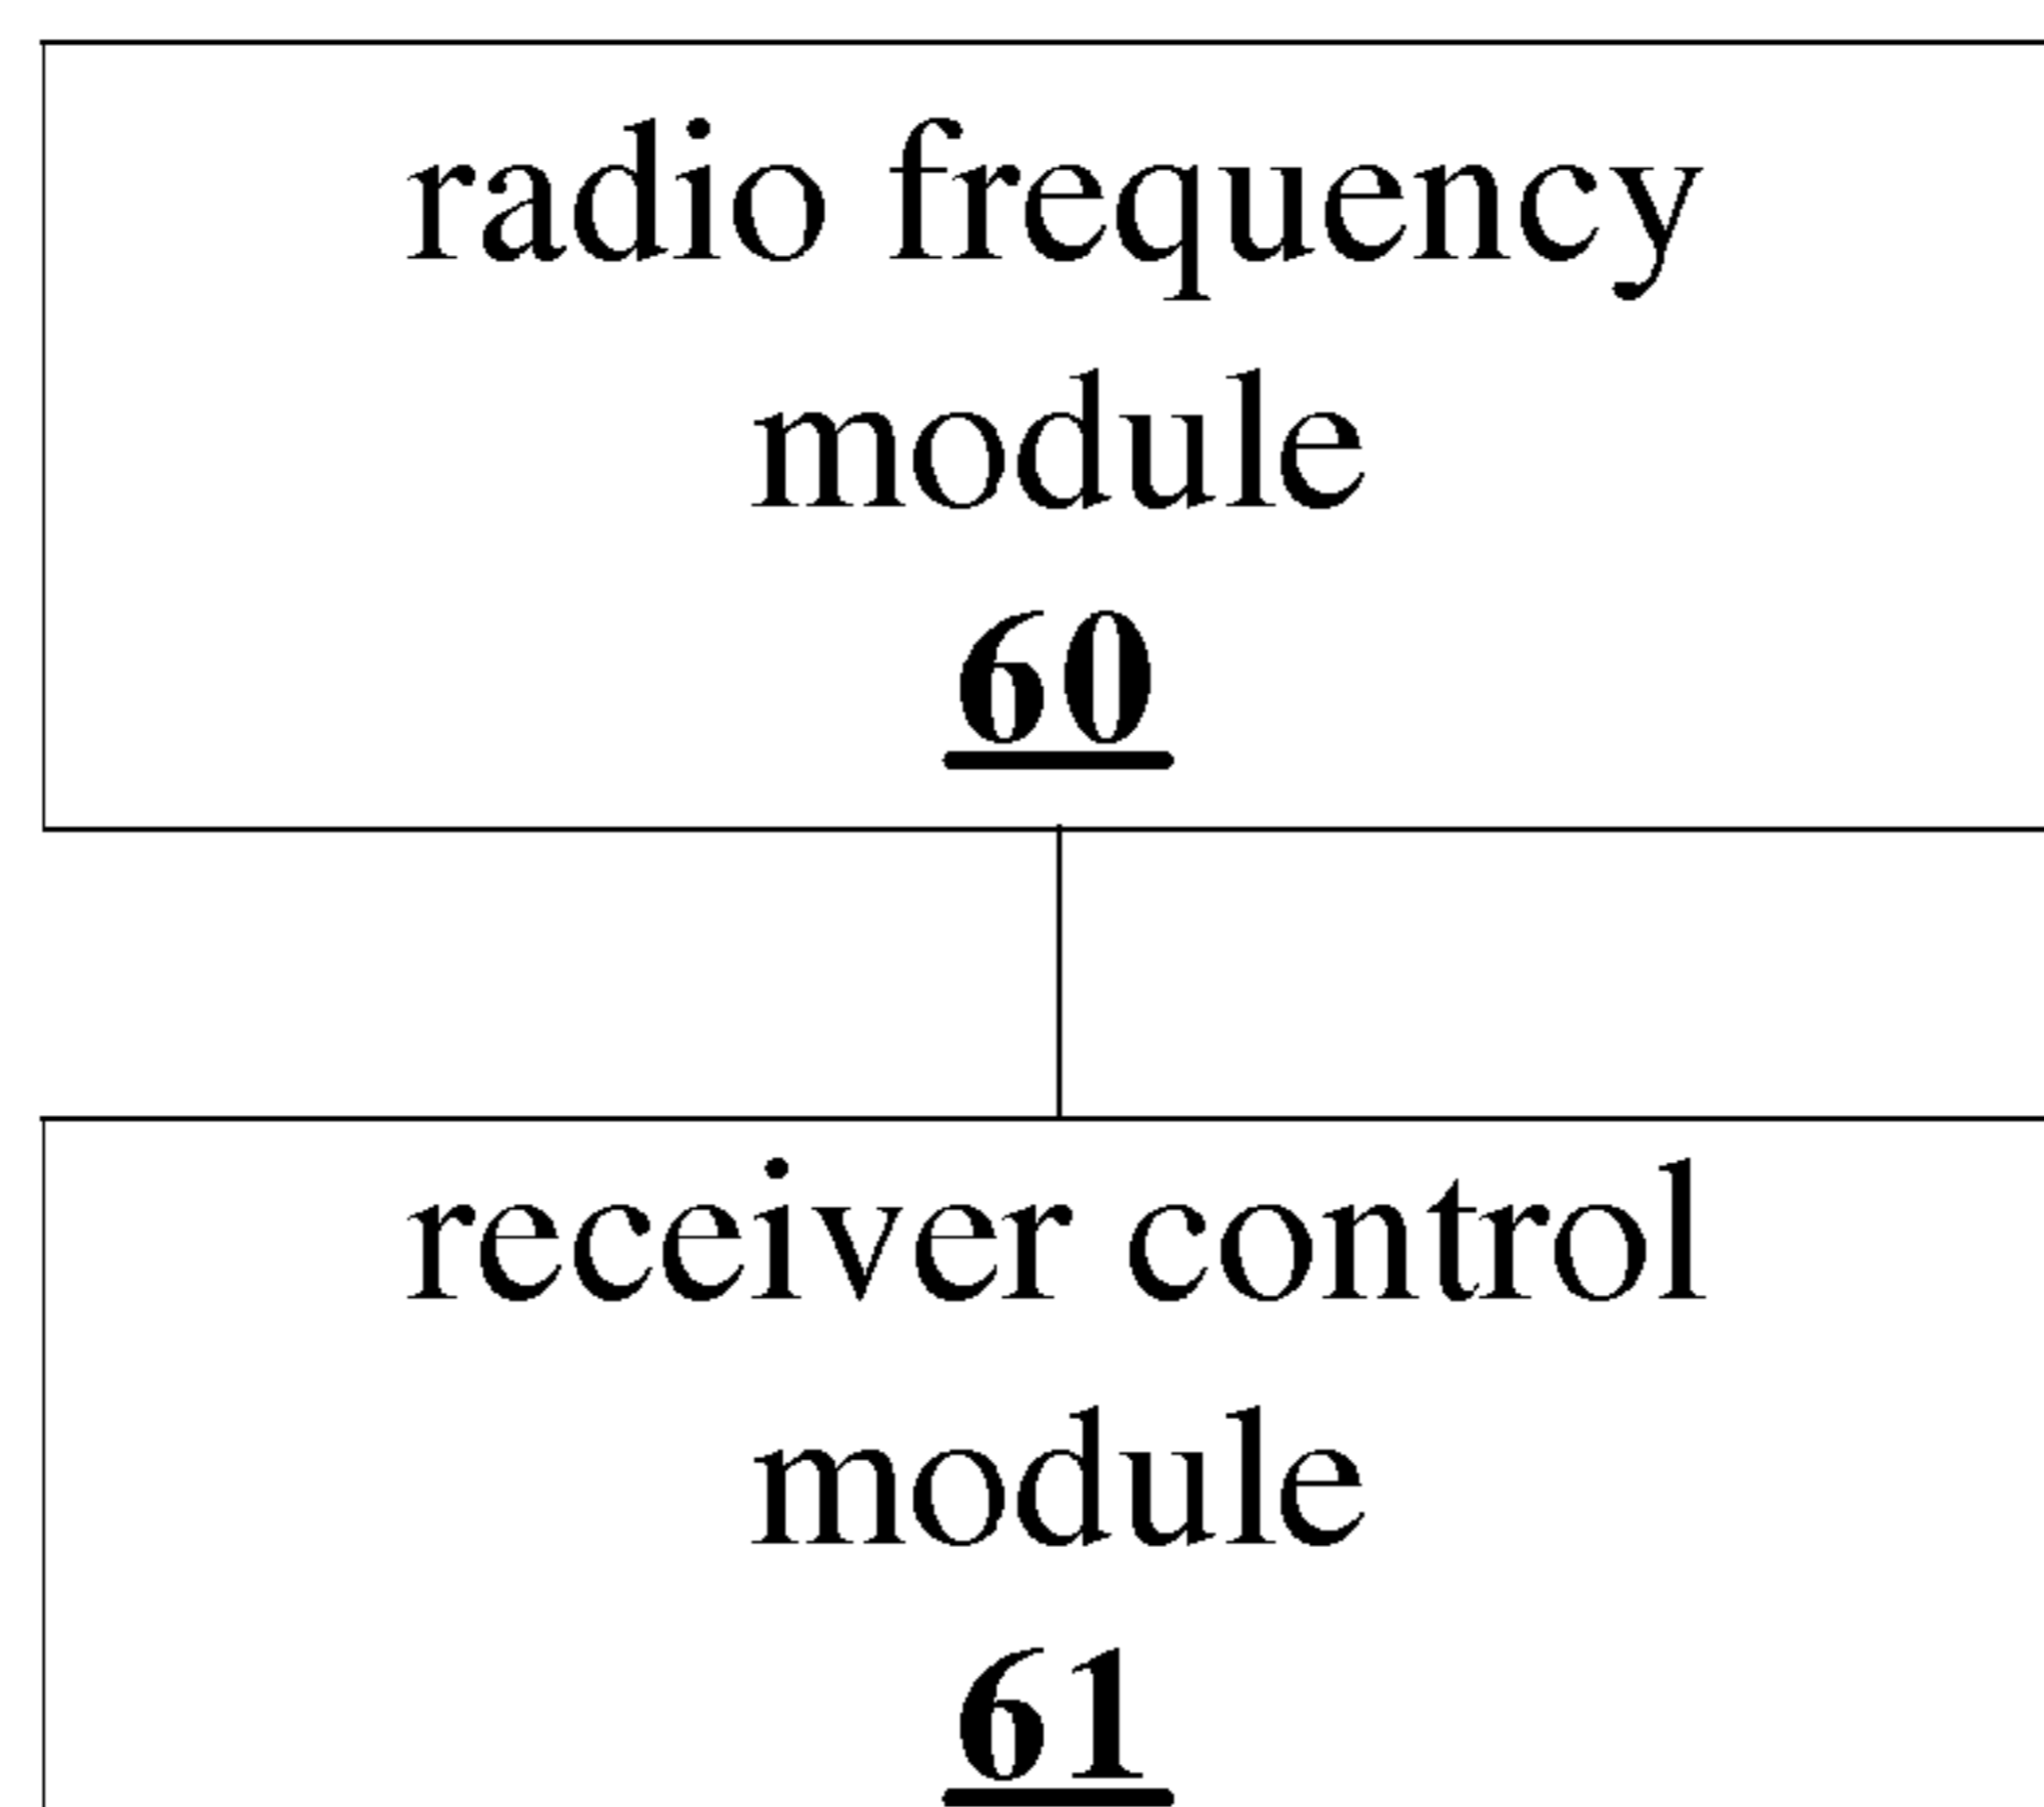 radio frequency
module
60
receiver control
module
61